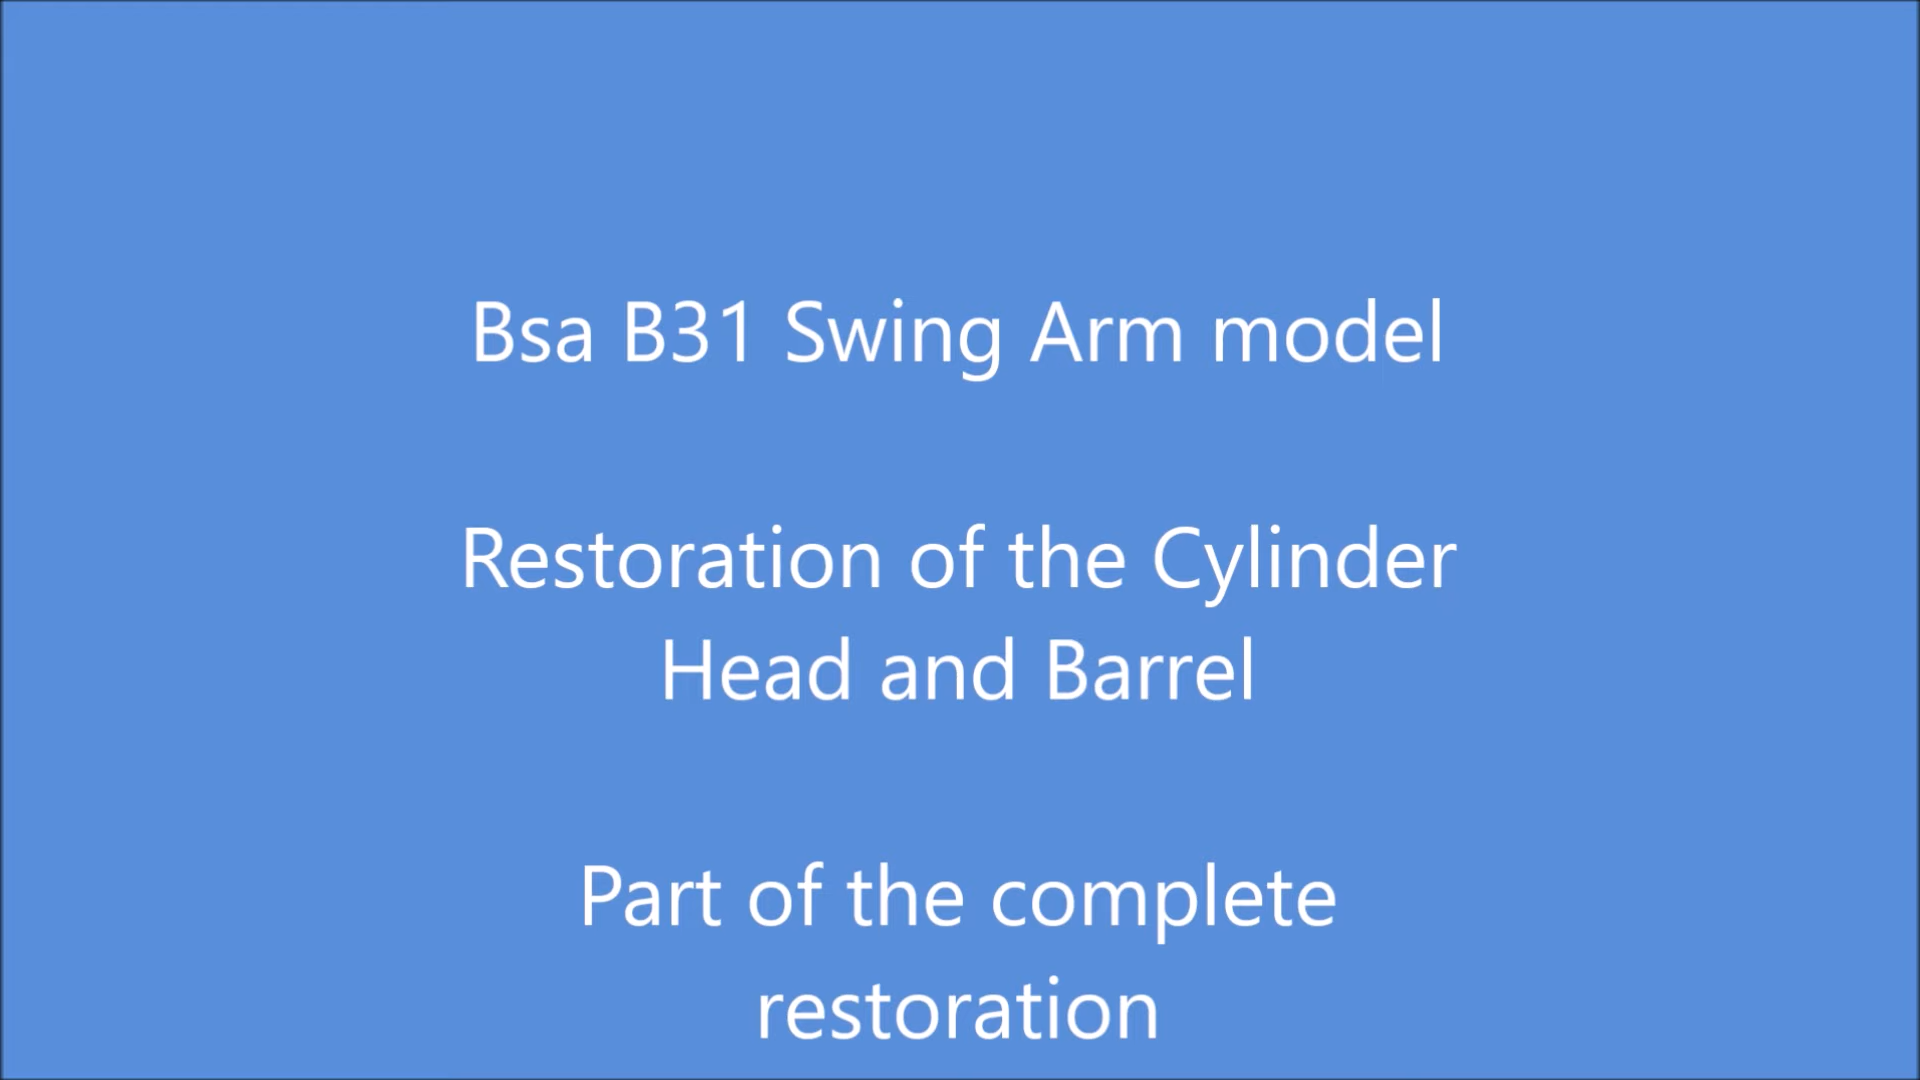 Bsa B31 Swing Arm model
Restoration of the Cylinder
Head and Barrel
Part of the complete
restoration